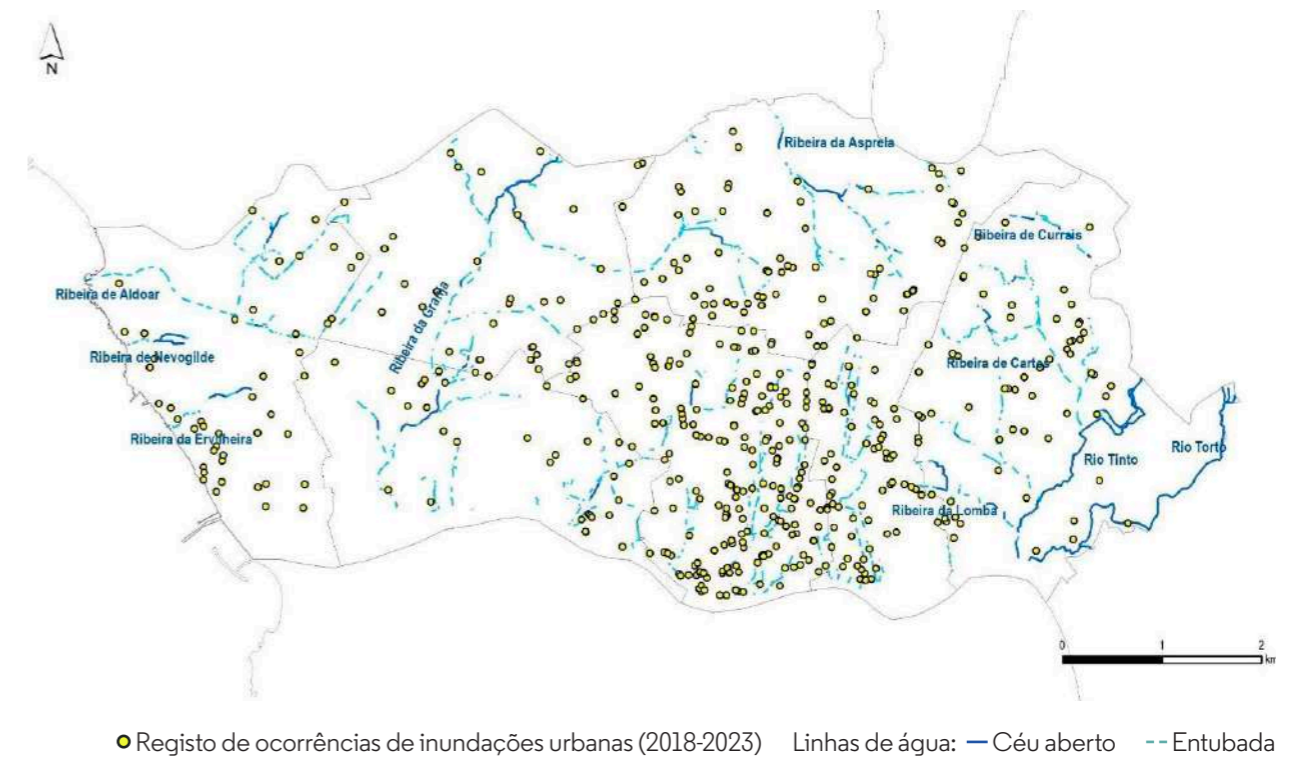 N
Ribeira da Asprela
Ribeira de Currais
Ribeira de Aldoar
Ribeira da Granja
Ribeira de Nevogilde
Ribeira de Cartes
Ribeira da Ervilheira
Rio Tinto
Rio Torto
Ribeira da Lomba
0 1 2
km
Registo de ocorrências de inundações urbanas (2018-2023) Linhas de água: Céu aberto Entubada